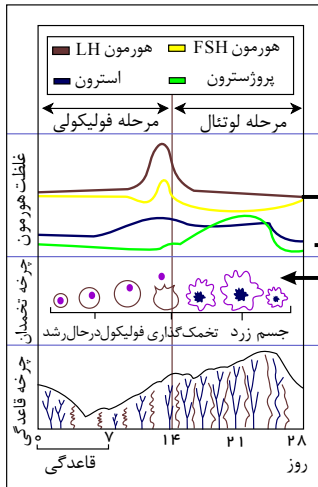 هورمون FSH هورمون LH
پروژسترون استرون
مرحله لوتئال مرحله فولیکولی
غلظت هورمون
چرخه تخمدان
جسم زرد تخمک‌گذاری فولیکول درحال رشد
چرخه قاعدگی
۰ ۷ ۱۴ ۲۱ ۲۸
قاعدگی روز